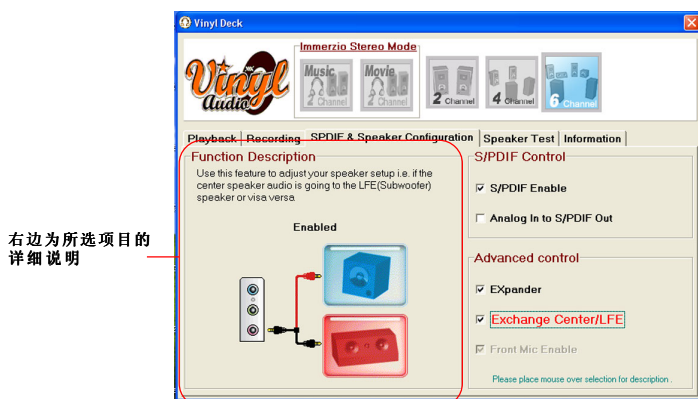 Vinyl Deck
Vinyl
Audio
Immerzio Stereo Mode
Music
2 Channel
Movie
2 Channel
2 Channel
4 Channel
6 Channel
Playback Recording SPDIF & Speaker Configuration Speaker Test Information
Function Description
Use this feature to adjust your speaker setup i.e. if the
center speaker audio is going to the LFE(Subwoofer)
speaker or visa versa
Enabled
右边为所选项目的
详细说明
S/PDIF Control
S/PDIF Enable
Analog In to S/PDIF Out
Advanced control
EXpander
Exchange Center/LFE
Front Mic Enable
Please place mouse over selection for description .